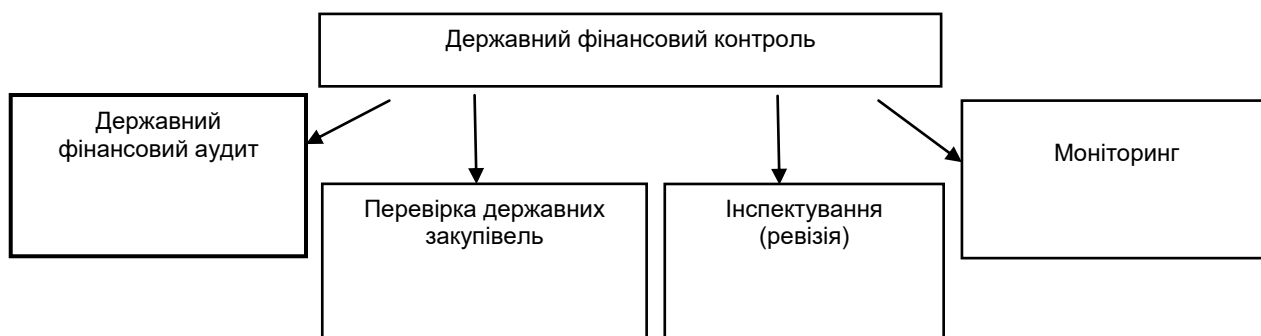 Державний фінансовий контроль
Державний
фінансовий аудит
Перевірка державних
закупівель
Інспектування
(ревізія)
Моніторинг